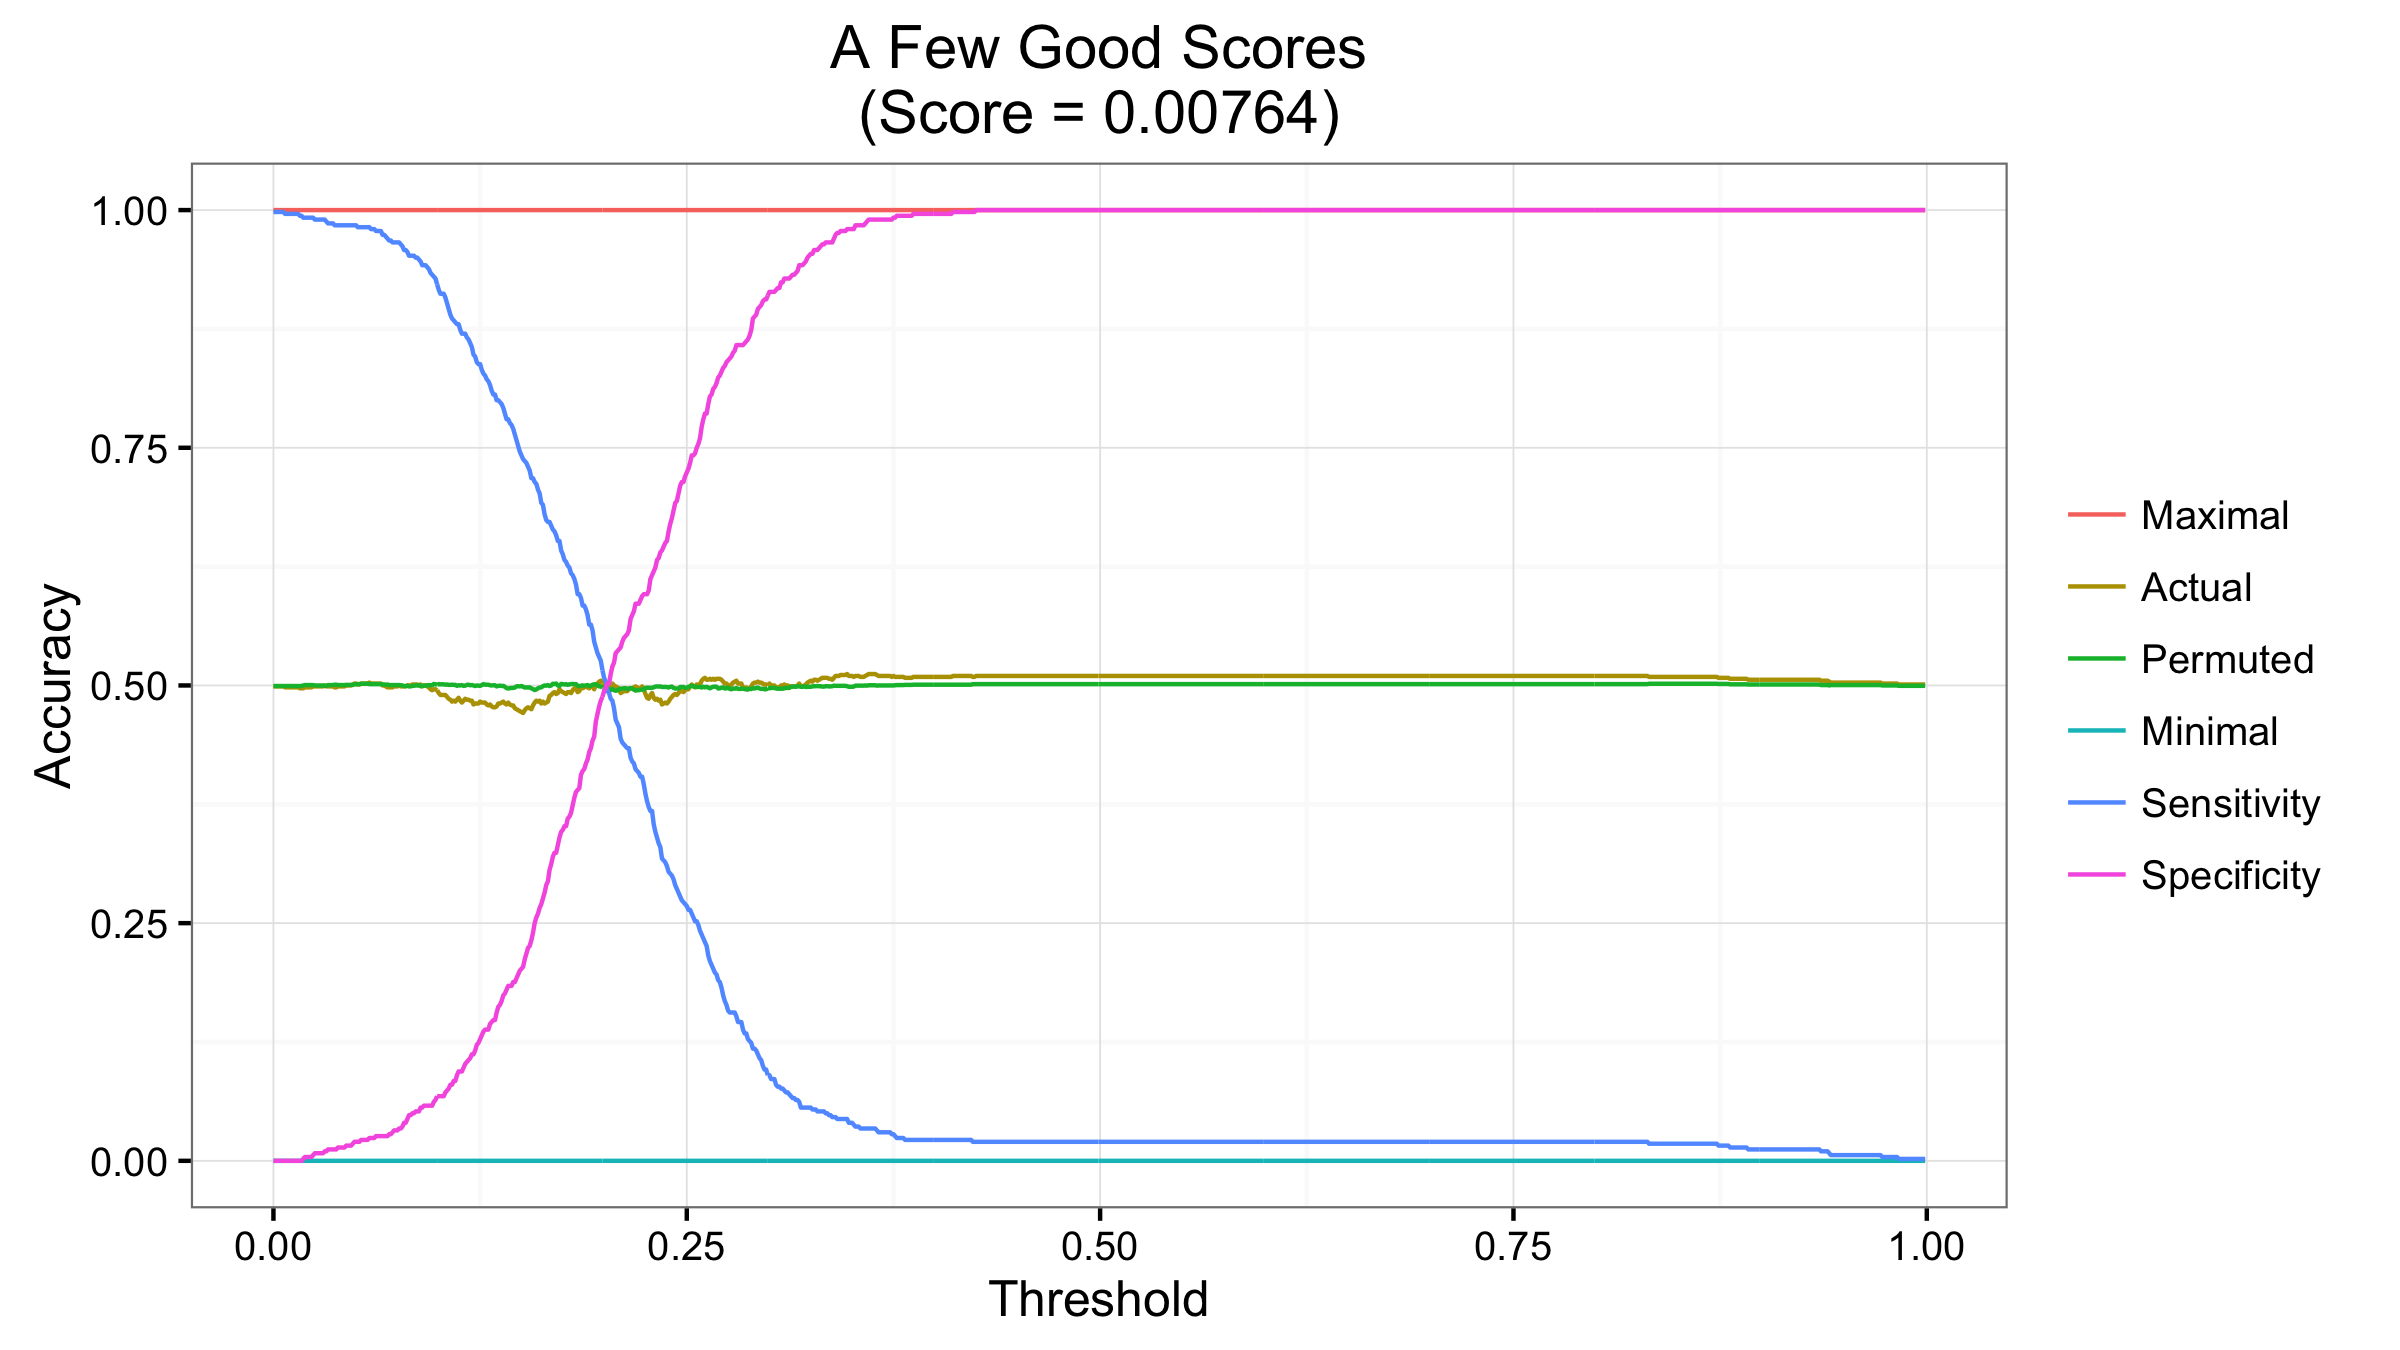 A Few Good Scores
(Score = 0.00764)
1.00
0.75
0.50
0.25
0.00
Accuracy
0.00 0.25 0.50 0.75 1.00
Threshold
Maximal
Actual
Permuted
Minimal
Sensitivity
Specificity